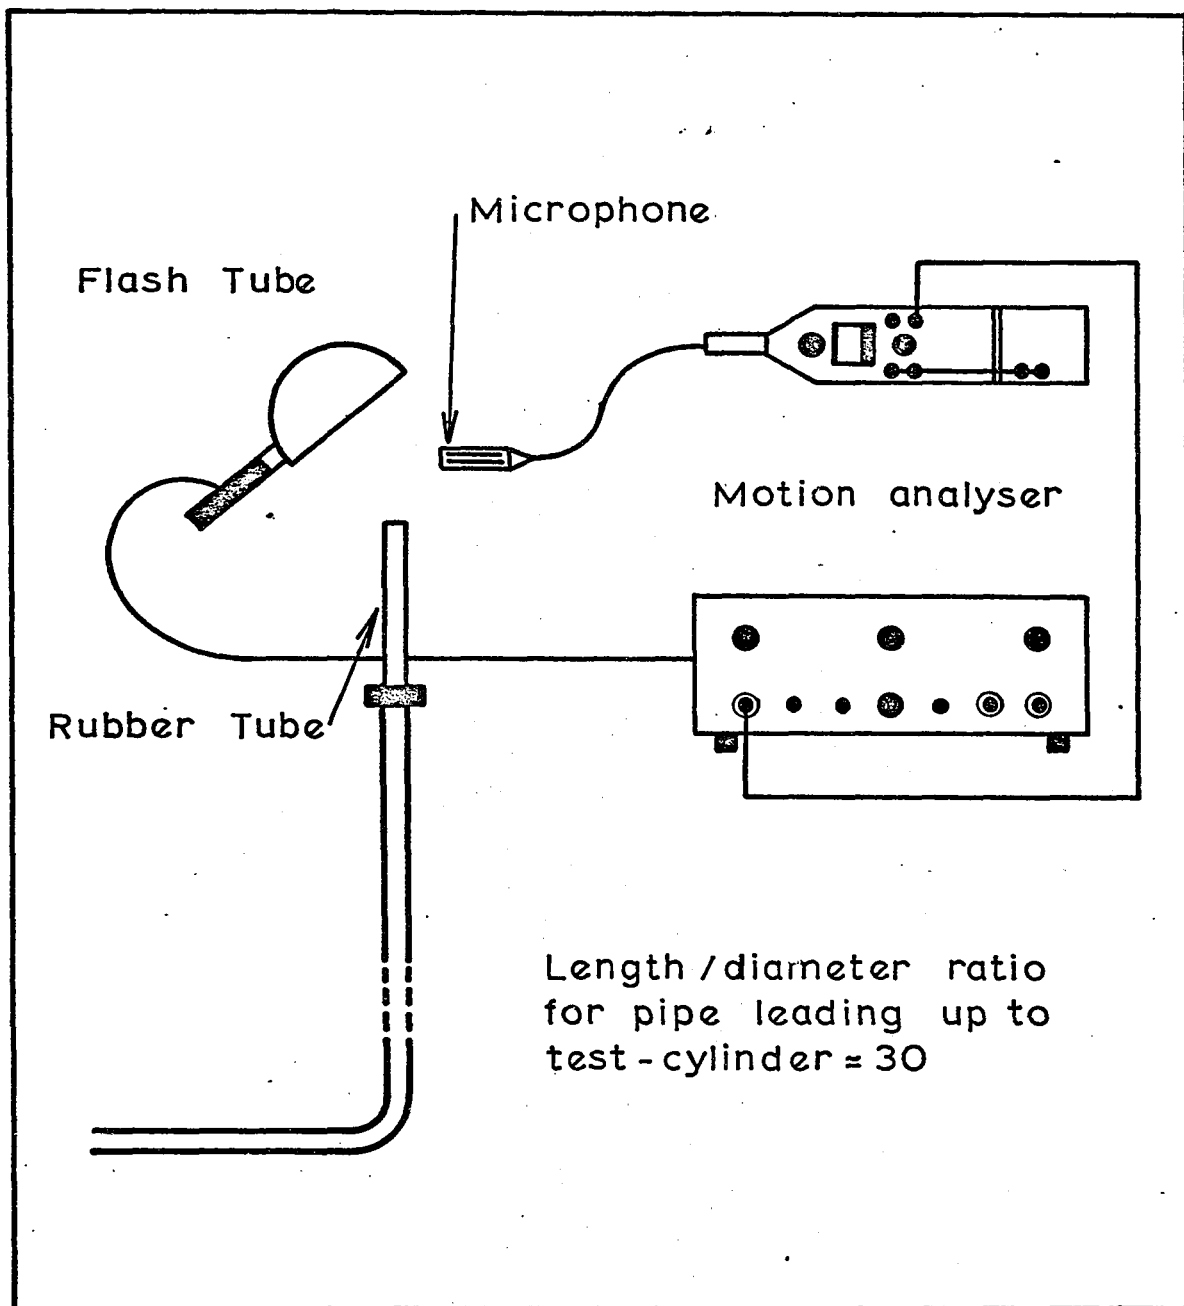 Microphone
Flash Tube
Motion analyser
Rubber Tube
Length/diameter ratio
for pipe leading up to
test-cylinder ≃ 30